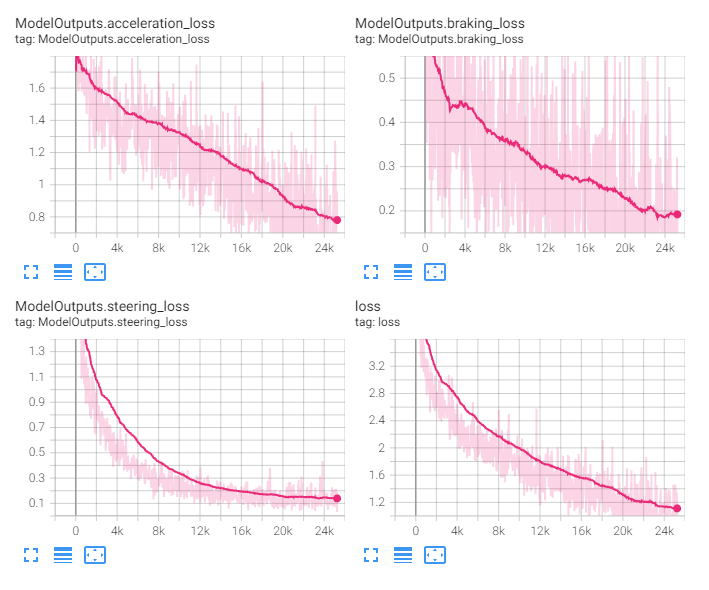 ModelOutputs.acceleration_loss
tag: ModelOutputs.acceleration_loss
1.6
1.4
1.2
1
0.8
0 4k 8k 12k 16k 20k 24k
ModelOutputs.braking_loss
tag: ModelOutputs.braking_loss
0.5
0.4
0.3
0.2
0 4k 8k 12k 16k 20k 24k
ModelOutputs.steering_loss
tag: ModelOutputs.steering_loss
1.3
1.1
0.9
0.7
0.5
0.3
0.1
0 4k 8k 12k 16k 20k 24k
loss
tag: loss
3.2
2.8
2.4
2
1.6
1.2
0 4k 8k 12k 16k 20k 24k